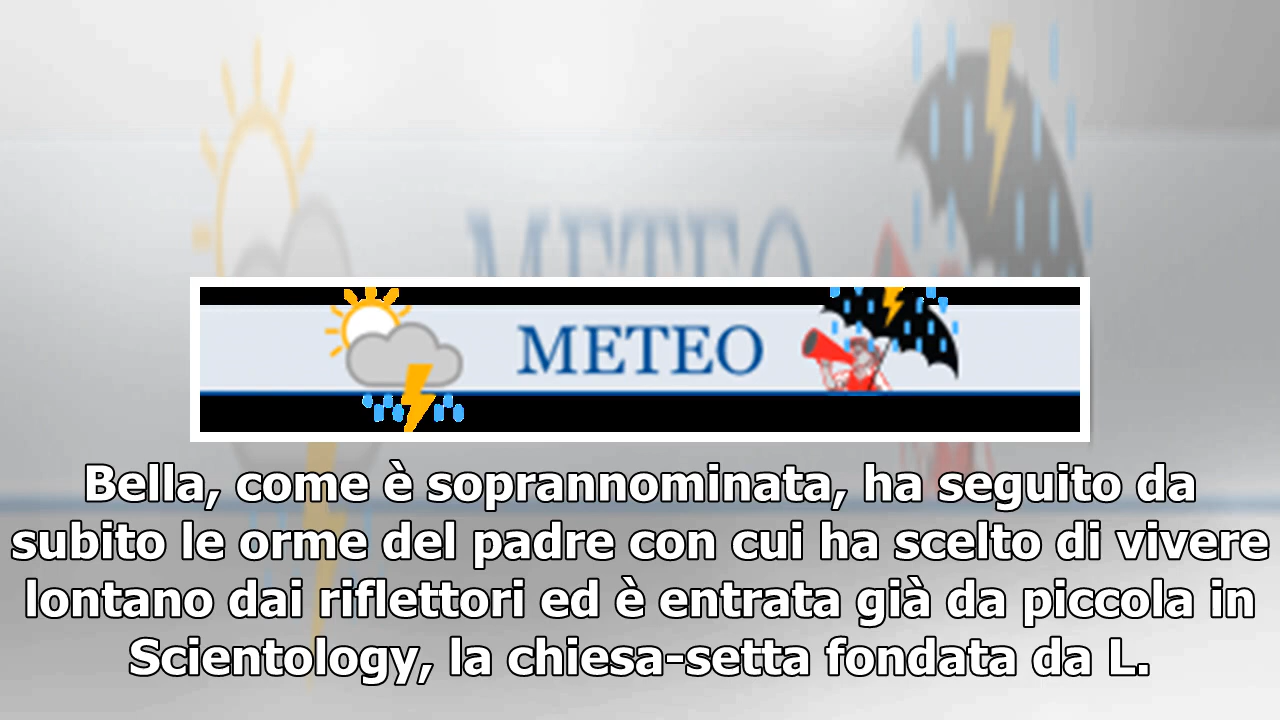 METEO
METEO
Bella, come è soprannominata, ha seguito da
subito le orme del padre con cui ha scelto di vivere
lontano dai riflettori ed è entrata già da piccola in
Scientology, la chiesa-setta fondata da L.